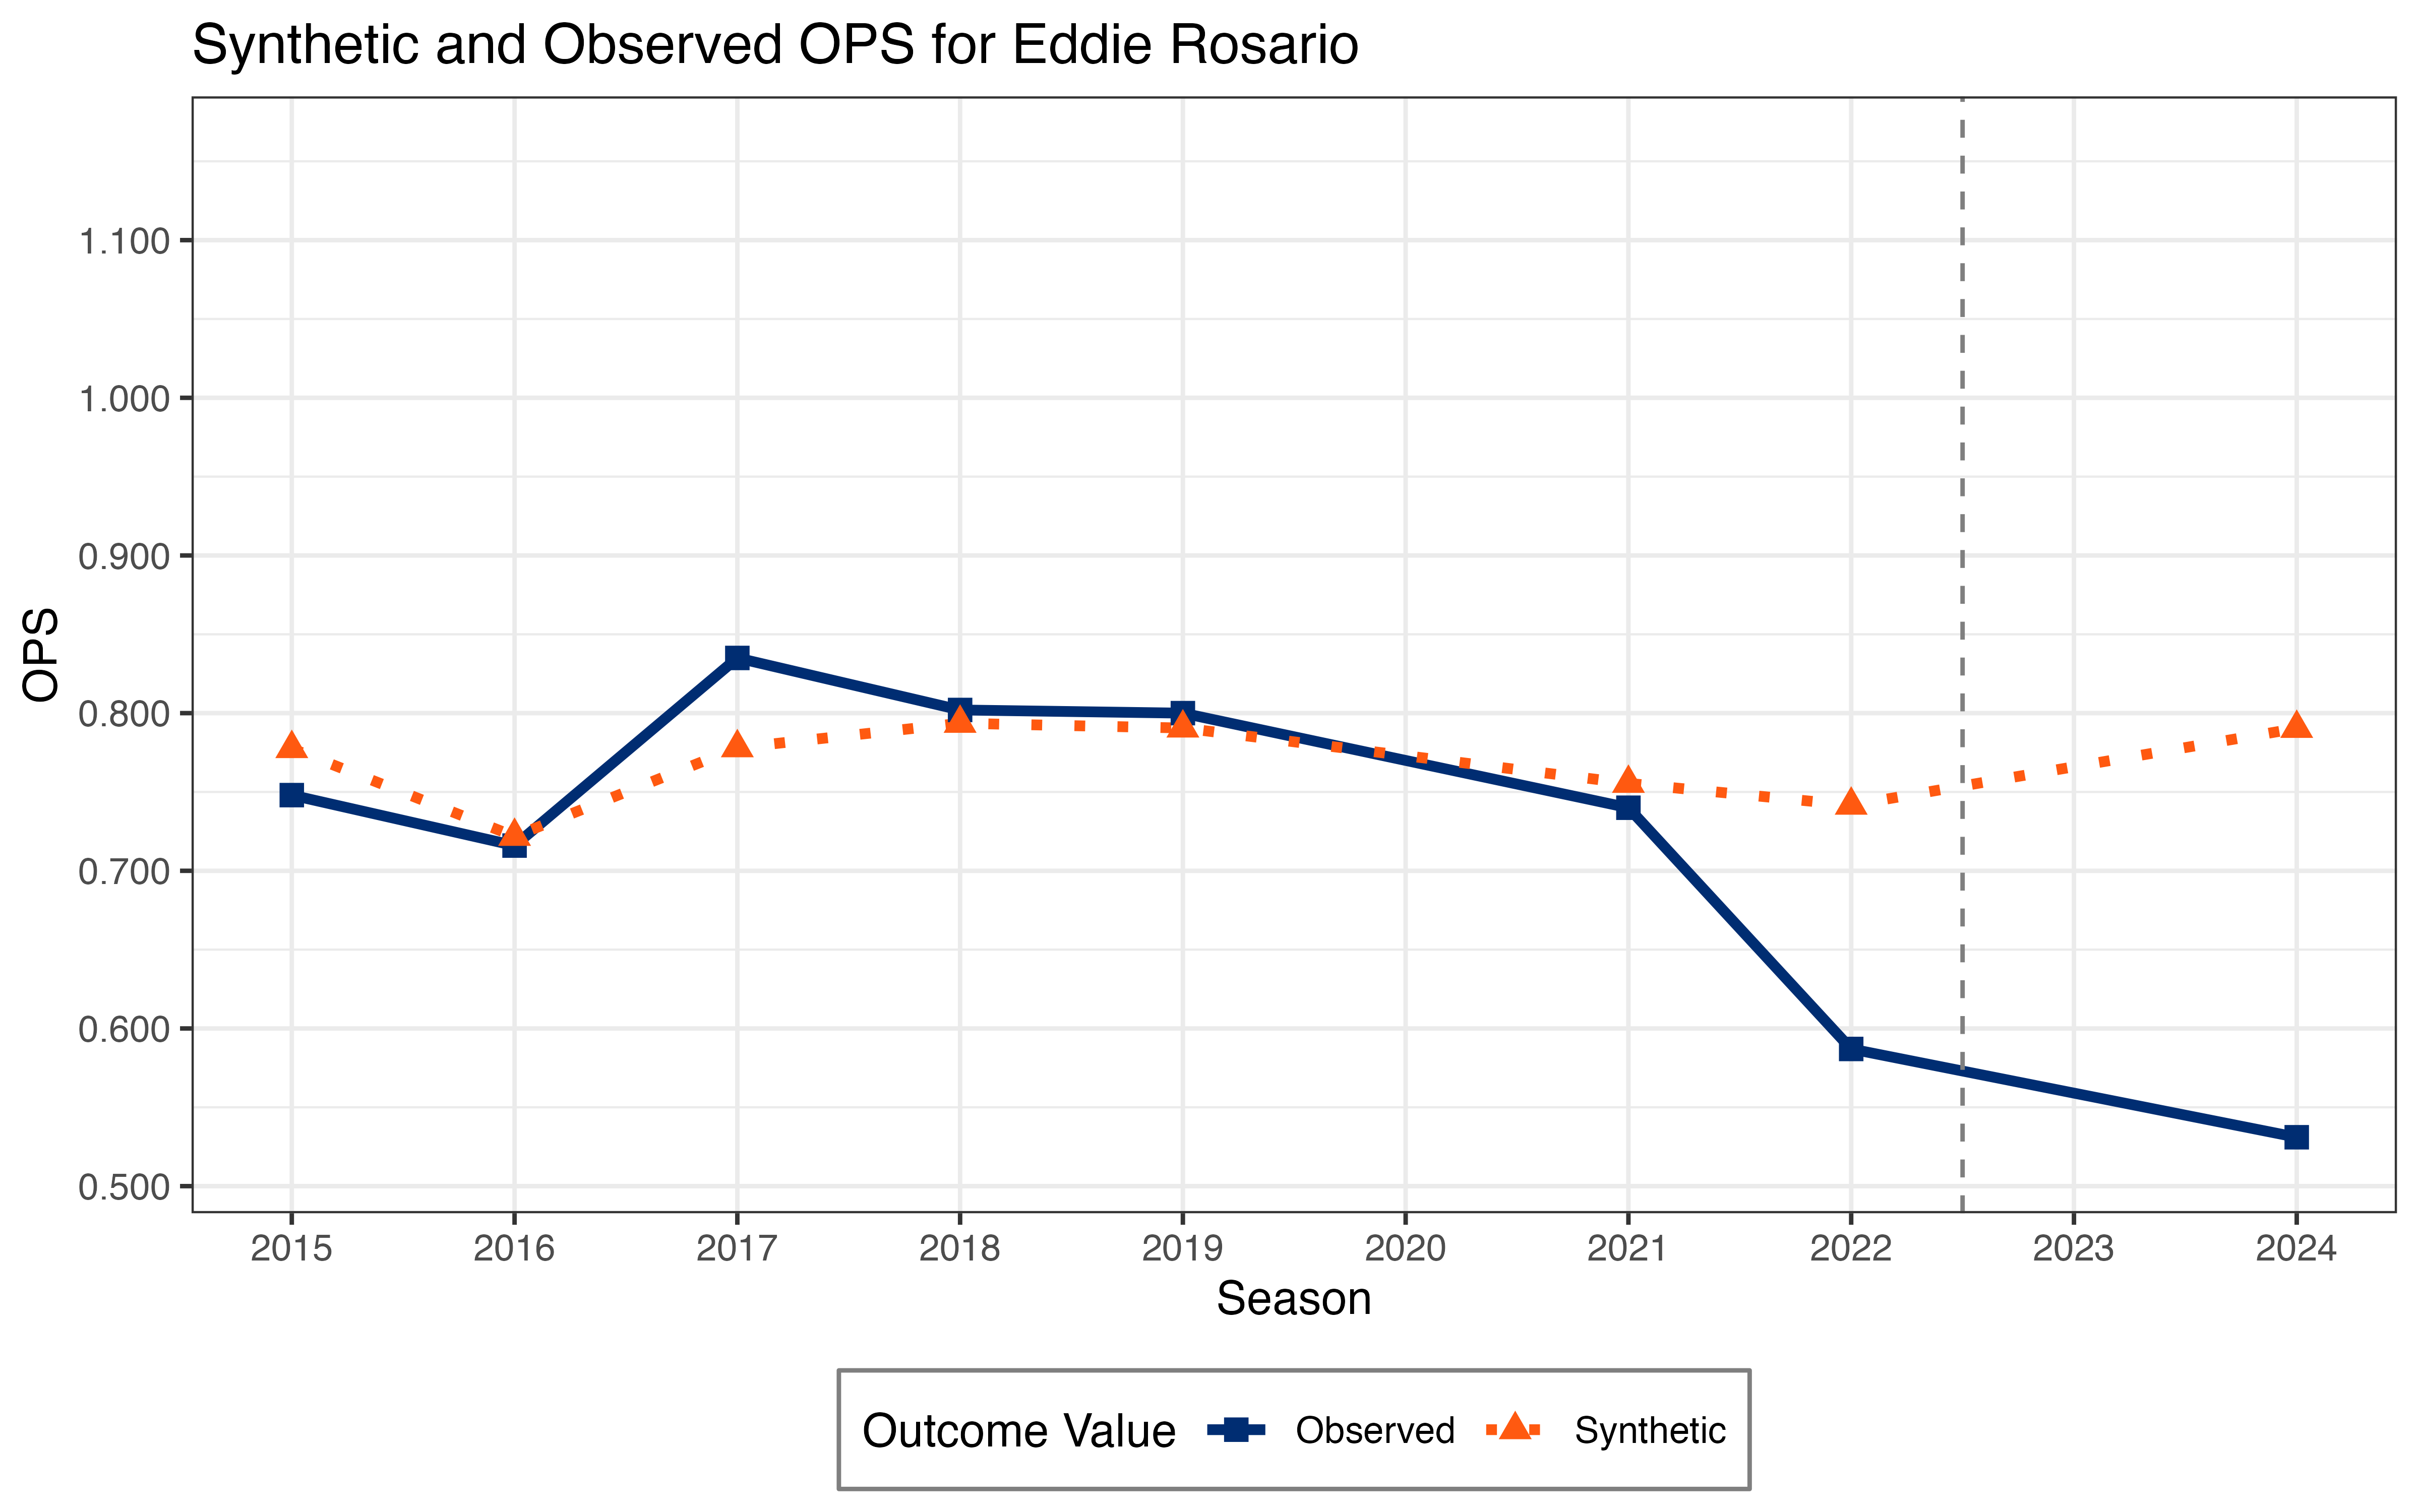 Synthetic and Observed OPS for Eddie Rosario
OPS
1.100
1.000
0.900
0.800
0.700
0.600
0.500
2015 2016 2017 2018 2019 2020 2021 2022 2023 2024
Season
Outcome Value Observed Synthetic